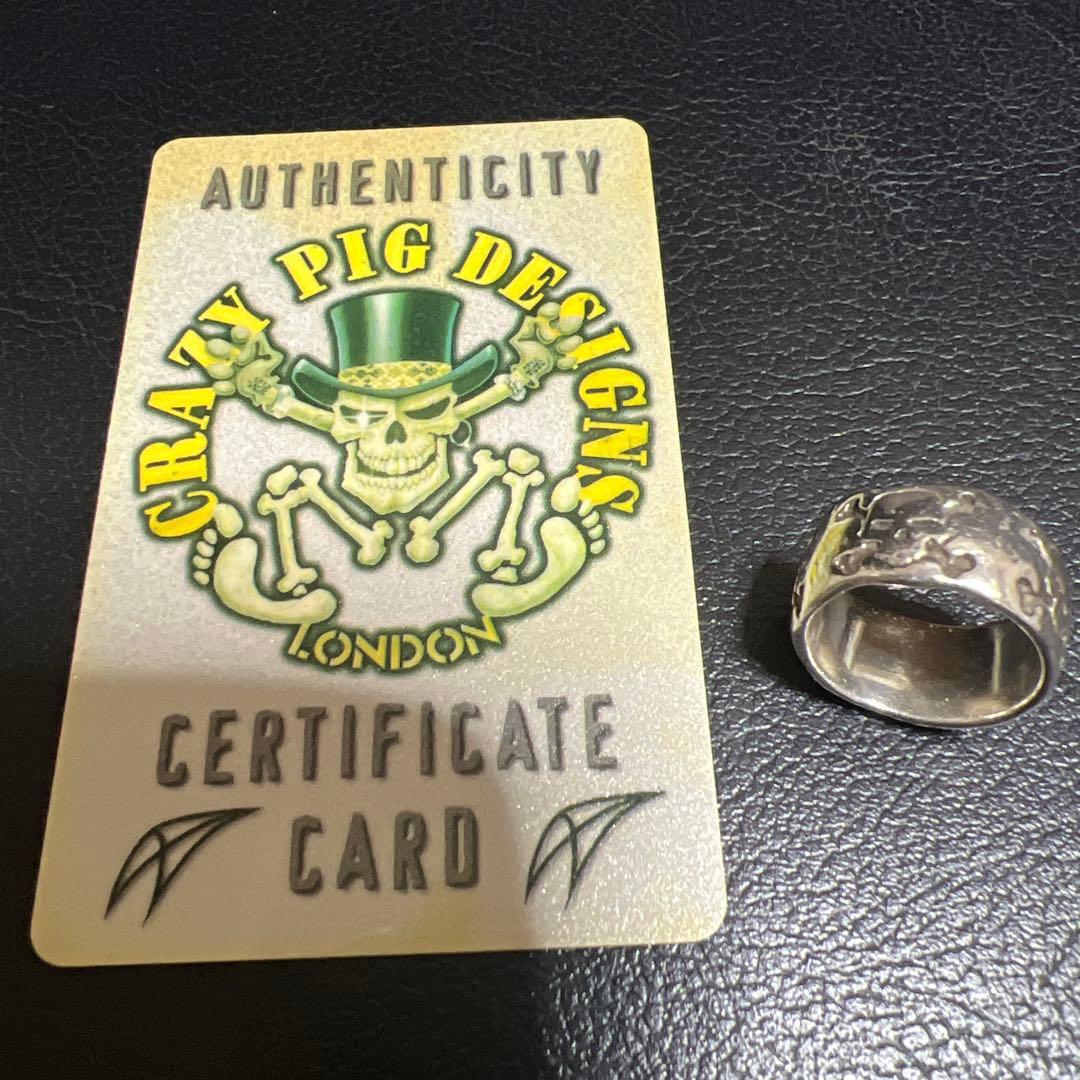 AUTHENTICITY
CRAZY PIG DESIGNS
LONDON
CERTIFICATE
CARD